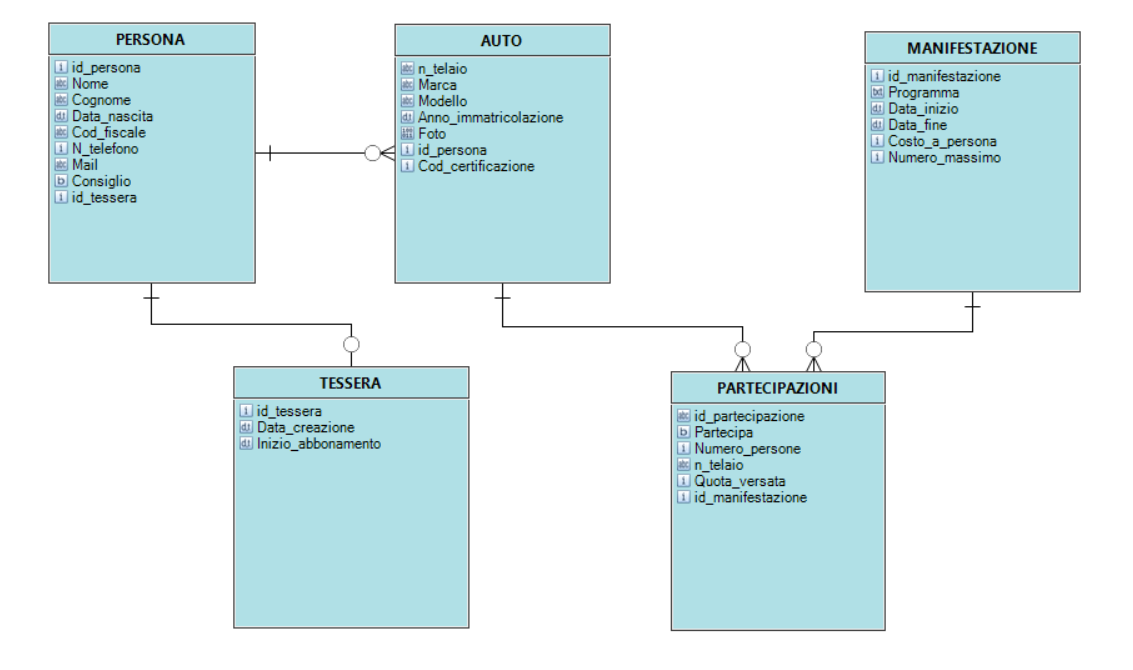 PERSONA
id_persona
Nome
Cognome
Data_nascita
Cod_fiscale
N_telefono
Mail
Consiglio
id_tessera
AUTO
n_telaio
Marca
Modello
Anno_immatricolazione
Foto
id_persona
Cod_certificazione
MANIFESTAZIONE
id_manifestazione
Programma
Data_inizio
Data_fine
Costo_a_persona
Numero_massimo
TESSERA
id_tessera
Data_creazione
Inizio_abbonamento
PARTECIPAZIONI
id_partecipazione
Partecipa
Numero_persone
n_telaio
Quota_versata
id_manifestazione